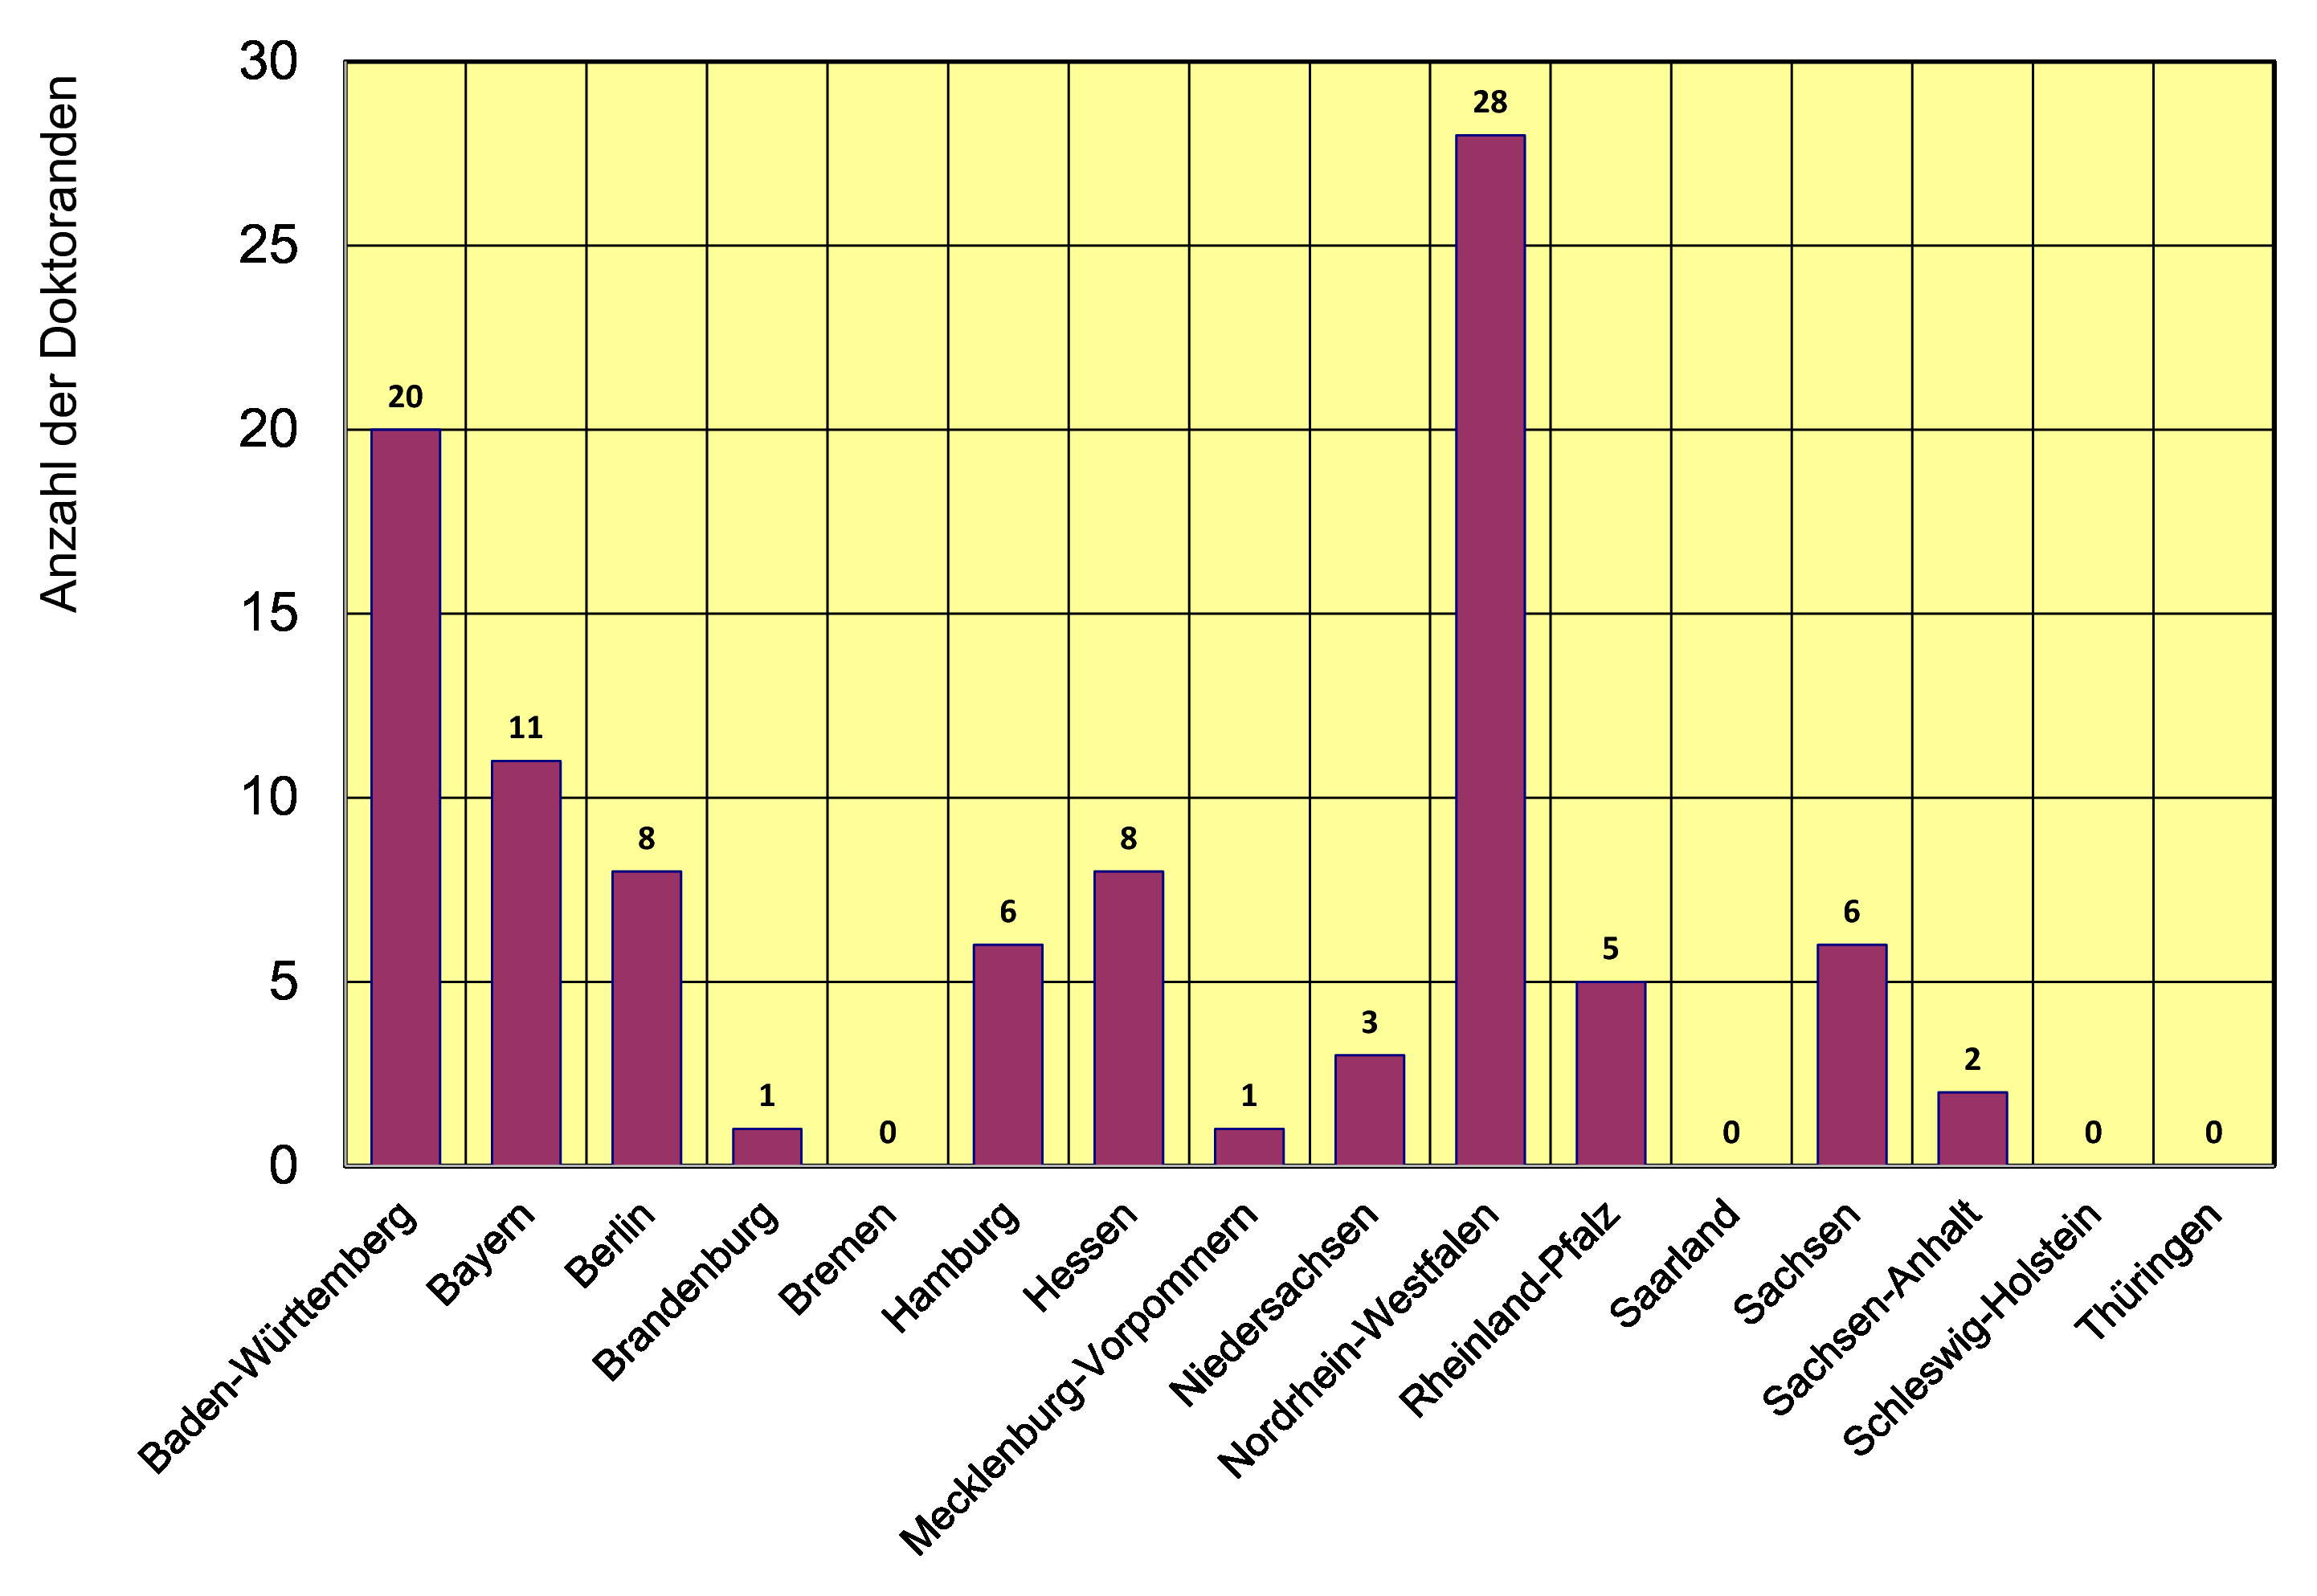 Anzahl der Doktoranden
30
25
20
15
10
5
0
20
11
8
1
0
6
8
1
3
28
5
0
6
2
0
0
Baden-Württemberg
Bayern
Berlin
Brandenburg
Bremen
Hamburg
Hessen
Mecklenburg-Vorpommern
Niedersachsen
Nordrhein-Westfalen
Rheinland-Pfalz
Saarland
Sachsen
Sachsen-Anhalt
Schleswig-Holstein
Thüringen